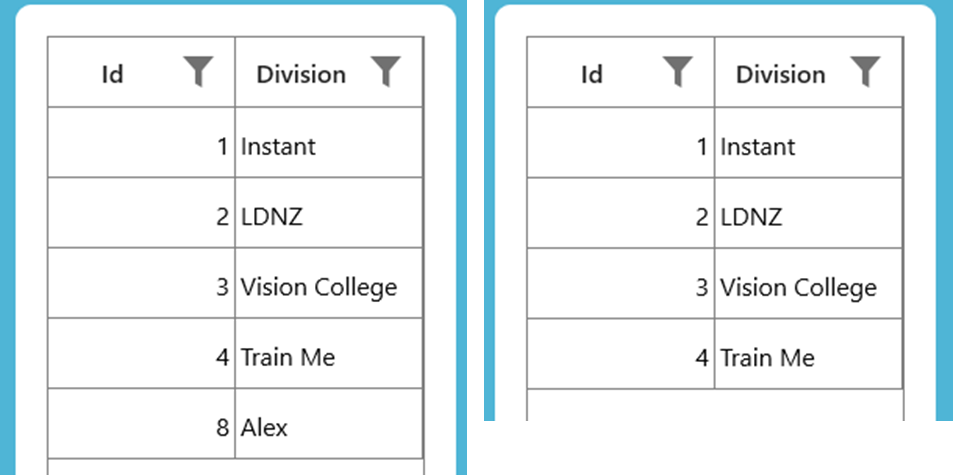 Id Division
1 Instant
2 LDNZ
3 Vision College
4 Train Me
8 Alex
Id Division
1 Instant
2 LDNZ
3 Vision College
4 Train Me